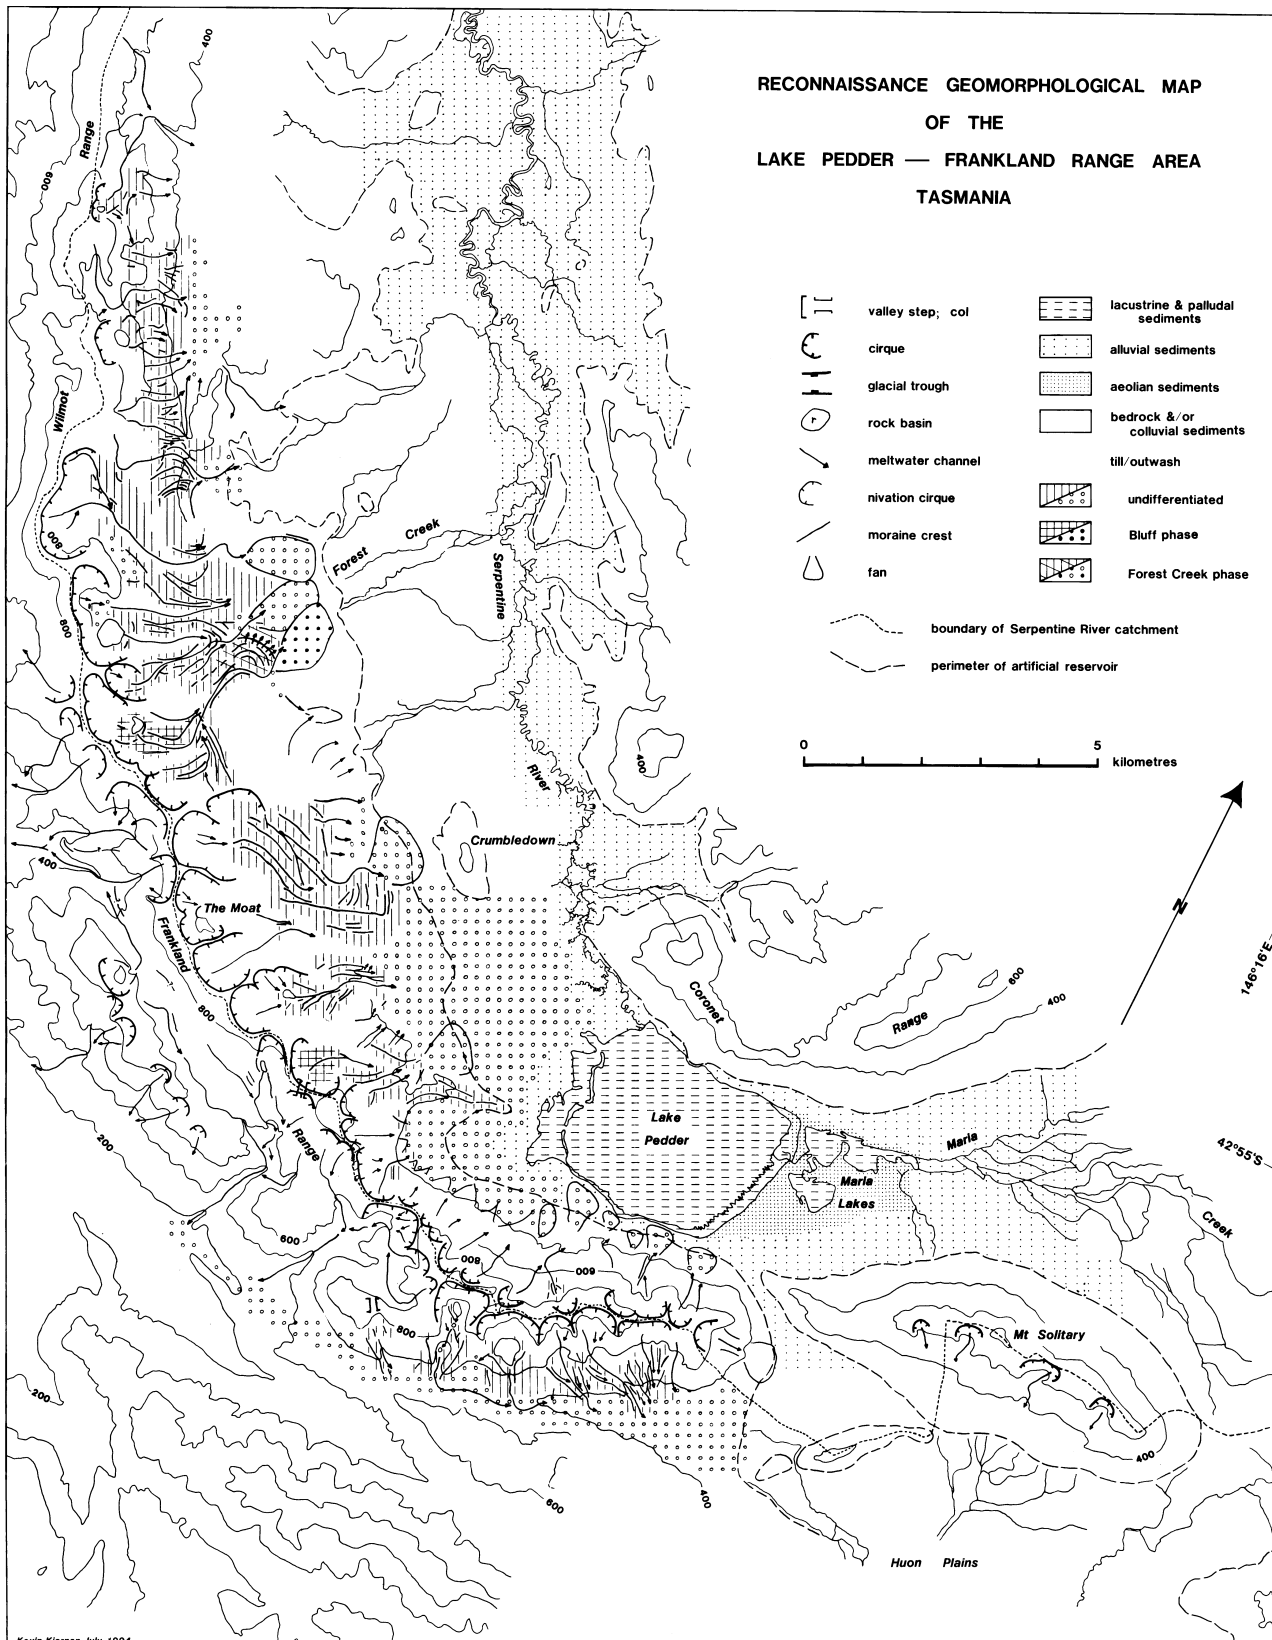 RECONNAISSANCE GEOMORPHOLOGICAL MAP
OF THE
LAKE PEDDER — FRANKLAND RANGE AREA
TASMANIA
valley step; col
cirque
glacial trough
r
rock basin
meltwater channel
nivation cirque
moraine crest
fan
lacustrine & palludal
sediments
alluvial sediments
aeolian sediments
bedrock &/or
colluvial sediments
till/outwash
undifferentiated
Bluff phase
Forest Creek phase
boundary of Serpentine River catchment
perimeter of artificial reservoir
0 5
kilometres
N
146°16'E
42°55'S
400
Range
600
Wilmot
800
800
Forest Creek
Serpentine
River
400
Crumbledown
400
The Moat
Frankland
800
Coronet
Range
600
400
Lake
Pedder
Maria
Maria
Lakes
Creek
Range
200
600
800
600
800
Mt Solitary
200
400
600
400
Huon Plains